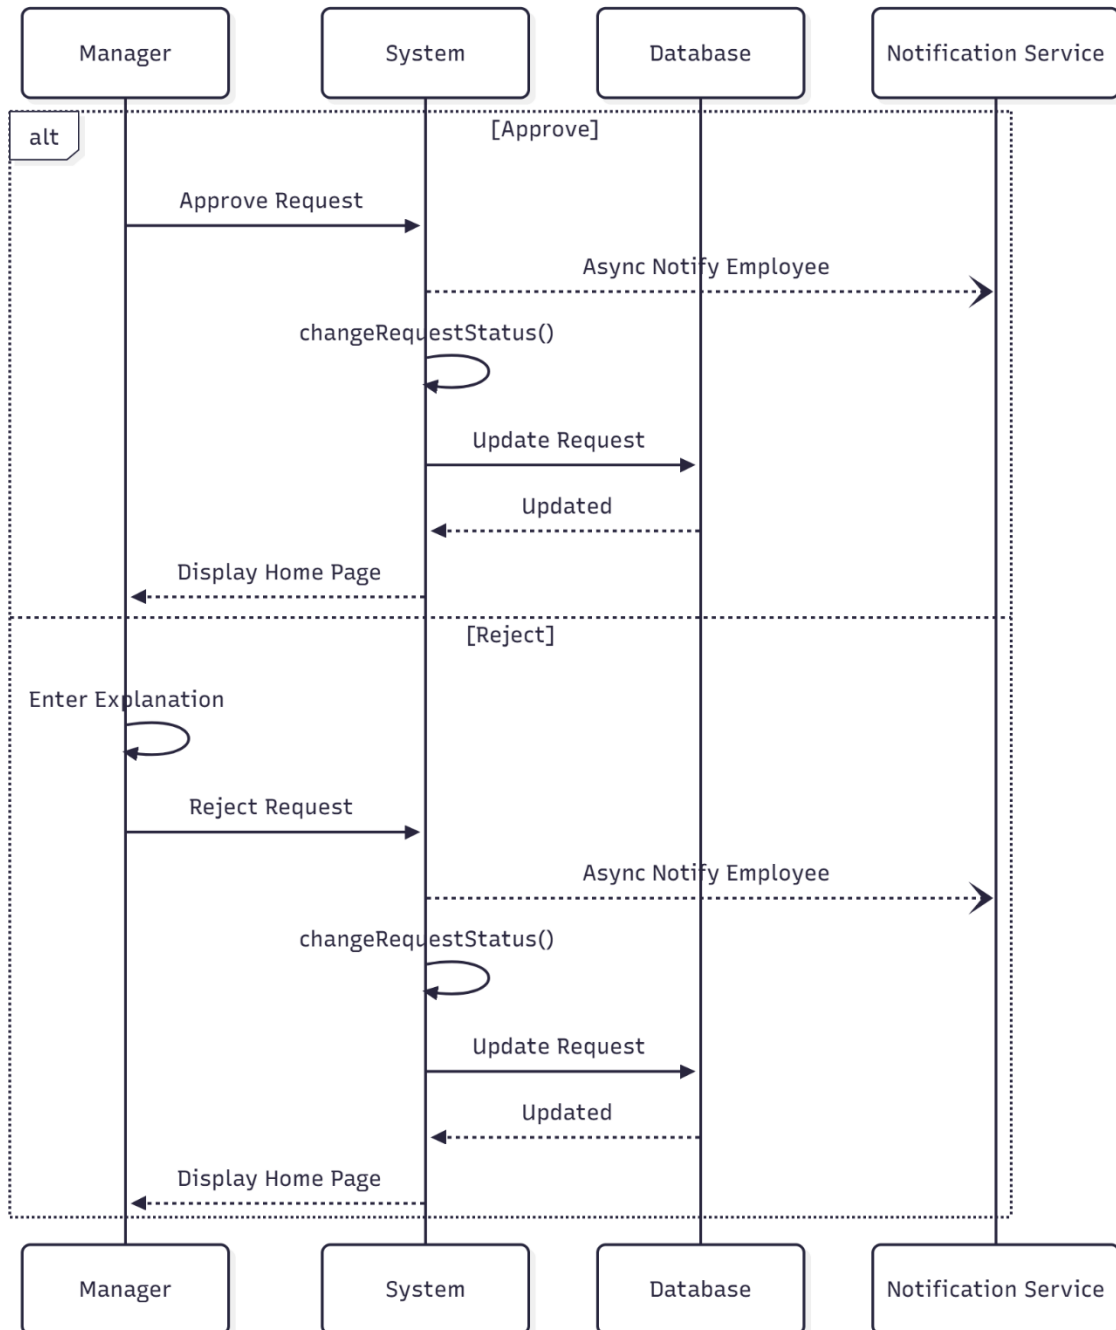 Manager
System
Database
Notification Service
alt
[Approve]
Approve Request
Async Notify Employee
changeRequestStatus()
Update Request
Updated
Display Home Page
[Reject]
Enter Explanation
Reject Request
Async Notify Employee
changeRequestStatus()
Update Request
Updated
Display Home Page
Manager
System
Database
Notification Service